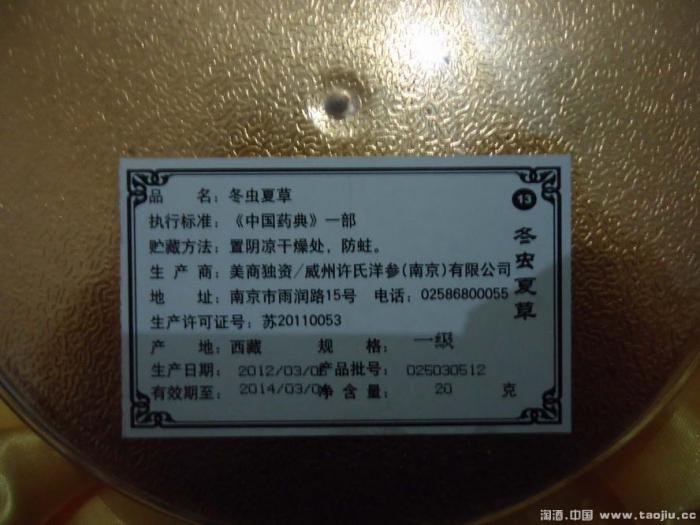 品 名：冬虫夏草
执行标准：《中国药典》一部
贮藏方法：置阴凉干燥处，防蛀。
生 产 商：美商独资/威州许氏洋参(南京)有限公司
地 址：南京市雨润路15号 电话：02586800055
生产许可证号：苏20110053
产 地：西藏 规 格：一级
生产日期：2012/03/ 产品批号：025030512
有效期至：2014/03/ 净含量：20 克
13
冬虫夏草
淘酒.中国 www.taojiu.cc